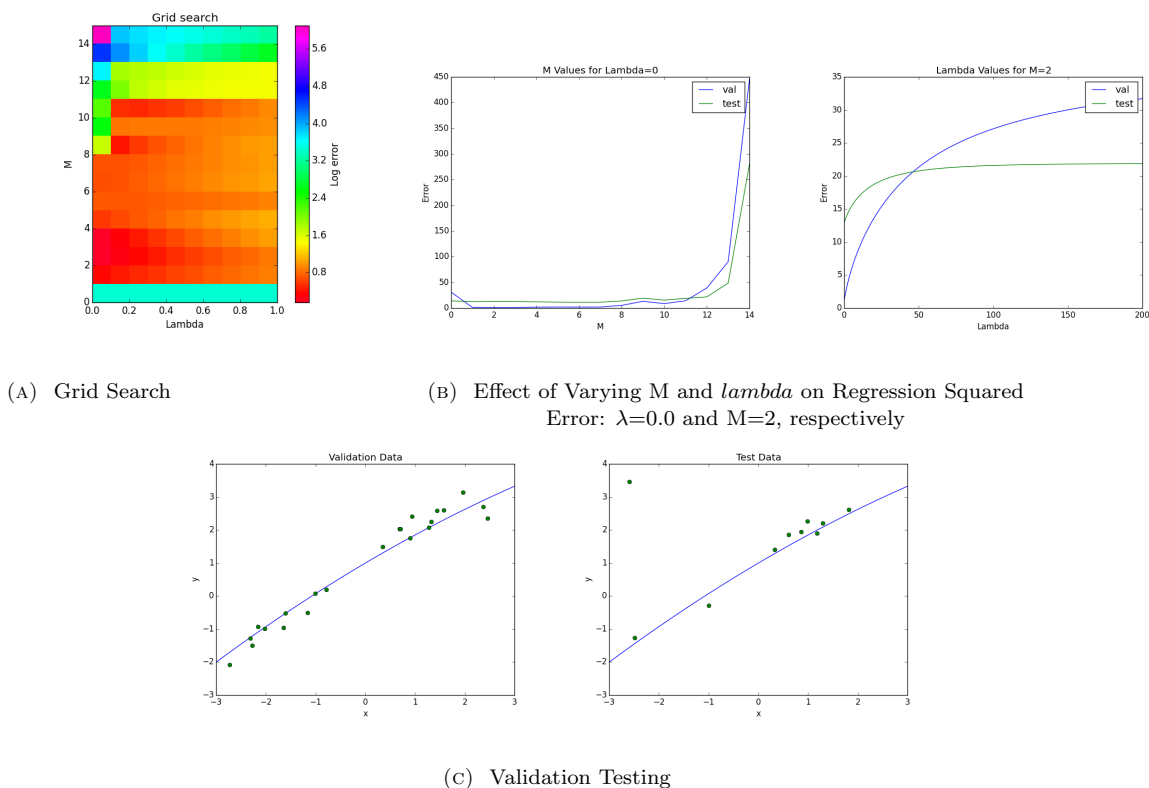 Grid search
14
12
10
8
6
4
2
0
M
0.0 0.2 0.4 0.6 0.8 1.0
Lambda
5.6
4.8
4.0
3.2
2.4
1.6
0.8
Log error
M Values for Lambda=0
450
400
350
300
250
200
150
100
50
0
Error
0 2 4 6 8 10 12 14
M
val
test
Lambda Values for M=2
35
30
25
20
15
10
5
0
Error
0 50 100 150 200
Lambda
val
test
(A) Grid Search
(B) Effect of Varying M and lambda on Regression Squared
Error: λ=0.0 and M=2, respectively
Validation Data
4
3
2
1
0
−1
−2
−3
y
−3 −2 −1 0 1 2 3
x
Test Data
4
3
2
1
0
−1
−2
−3
y
−3 −2 −1 0 1 2 3
x
(C) Validation Testing